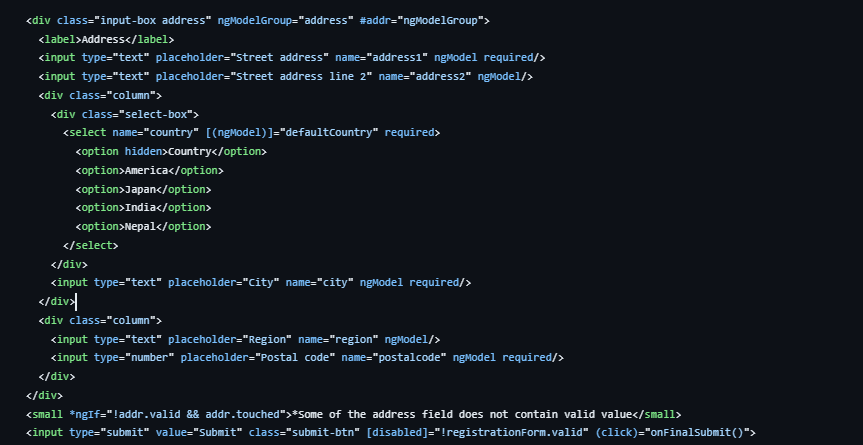 <div class="input-box address" ngModelGroup="address" #addr="ngModelGroup">
<label>Address</label>
<input type="text" placeholder="Street address" name="address1" ngModel required/>
<input type="text" placeholder="Street address line 2" name="address2" ngModel/>
<div class="column">
<div class="select-box">
<select name="country" [(ngModel)]="defaultCountry" required>
<option hidden>Country</option>
<option>America</option>
<option>Japan</option>
<option>India</option>
<option>Nepal</option>
</select>
</div>
<input type="text" placeholder="City" name="city" ngModel required/>
</div>
<div class="column">
<input type="text" placeholder="Region" name="region" ngModel/>
<input type="number" placeholder="Postal code" name="postalcode" ngModel required/>
</div>
</div>
<small *ngIf="!addr.valid && addr.touched">*Some of the address field does not contain valid value</small>
<input type="submit" value="Submit" class="submit-btn" [disabled]="!registrationForm.valid" (click)="onFinalSubmit()">